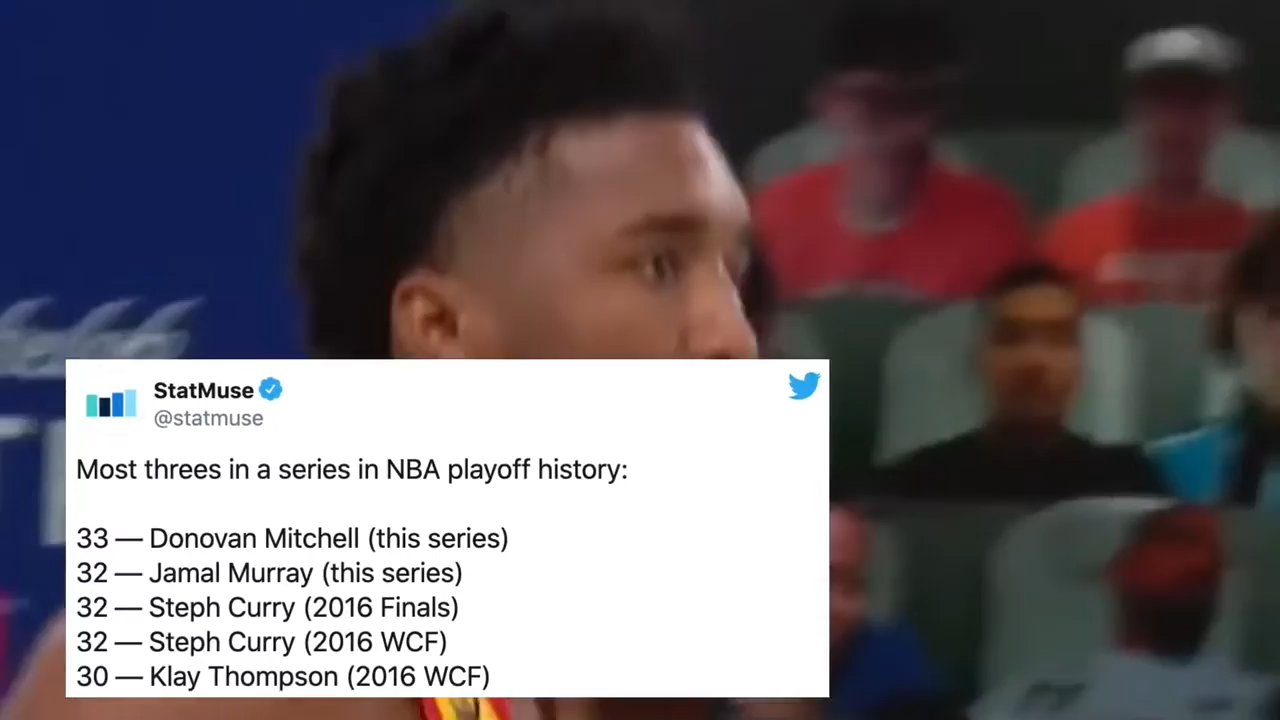 StatMuse
@statmuse
Most threes in a series in NBA playoff history:
33 — Donovan Mitchell (this series)
32 — Jamal Murray (this series)
32 — Steph Curry (2016 Finals)
32 — Steph Curry (2016 WCF)
30 — Klay Thompson (2016 WCF)